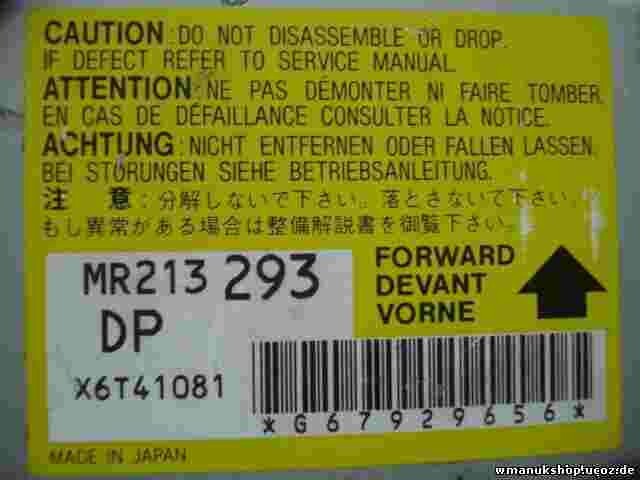 CAUTION : DO NOT DISASSEMBLE OR DROP.
IF DEFECT REFER TO SERVICE MANUAL.
ATTENTION : NE PAS DÉMONTER NI FAIRE TOMBER.
EN CAS DE DÉFAILLANCE CONSULTER LA NOTICE.
ACHTUNG : NICHT ENTFERNEN ODER FALLEN LASSEN.
BEI STÖRUNGEN SIEHE BETRIEBSANLEITUNG.
注 意 : 分解しないで下さい。落とさないで下さい。
もし異常がある場合は整備解説書を御覧下さい。
MR213 293
DP
X6T41081
FORWARD
DEVANT
VORNE
*G67929656*
MADE IN JAPAN
wmanukshop.ucoz.de